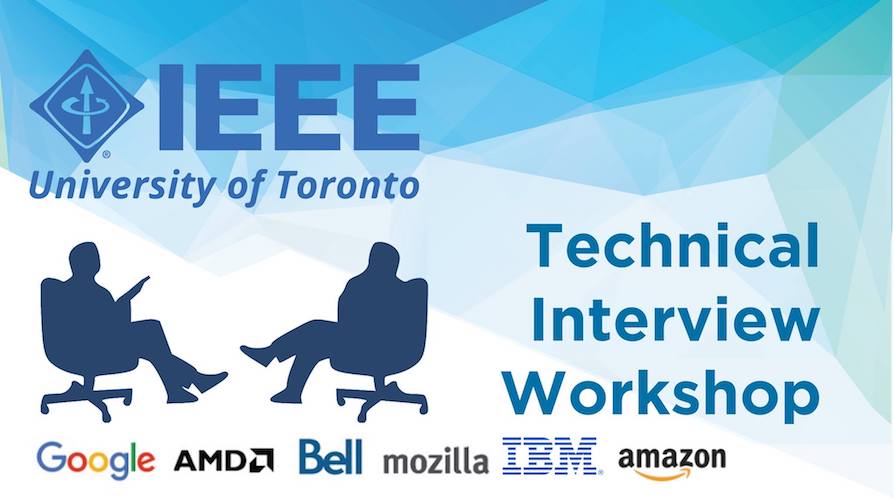 IEEE
®
University of Toronto
Technical
Interview
Workshop
Google AMD Bell mozilla IBM® amazon